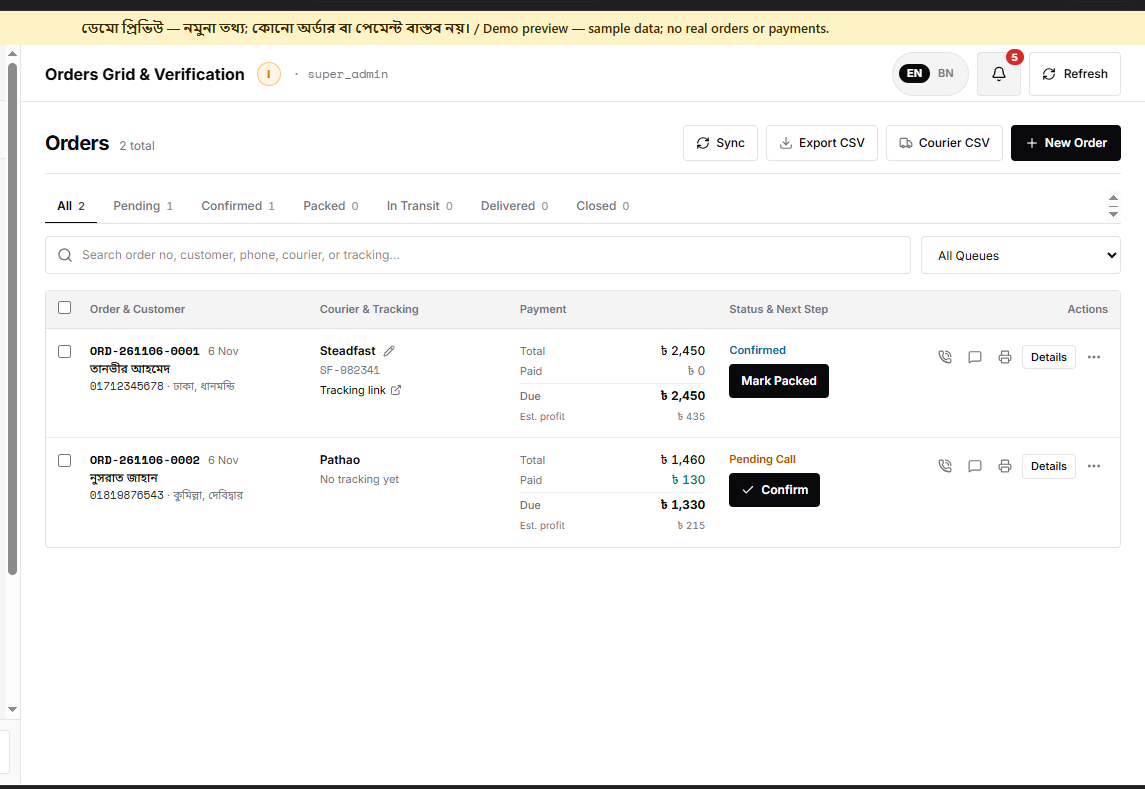 ডেমো প্রিভিউ — নমুনা তথ্য; কোনো অর্ডার বা পেমেন্ট বাস্তব নয়। / Demo preview — sample data; no real orders or payments.
Orders Grid & Verification I · super_admin EN BN 5 Refresh
Orders 2 total Sync Export CSV Courier CSV + New Order
All 2 Pending 1 Confirmed 1 Packed 0 In Transit 0 Delivered 0 Closed 0
Search order no, customer, phone, courier, or tracking... All Queues
Order & Customer Courier & Tracking Payment Status & Next Step Actions
ORD-261106-0001 6 Nov Steadfast Total ৳ 2,450 Confirmed
তানভীর আহমেদ SF-982341 Paid ৳ 0 Mark Packed Details
01712345678 · ঢাকা, ধানমন্ডি Tracking link Due ৳ 2,450
Est. profit ৳ 435
ORD-261106-0002 6 Nov Pathao Total ৳ 1,460 Pending Call
নুসরাত জাহান No tracking yet Paid ৳ 130 Confirm Details
01819876543 · কুমিল্লা, দেবিদ্বার Due ৳ 1,330
Est. profit ৳ 215